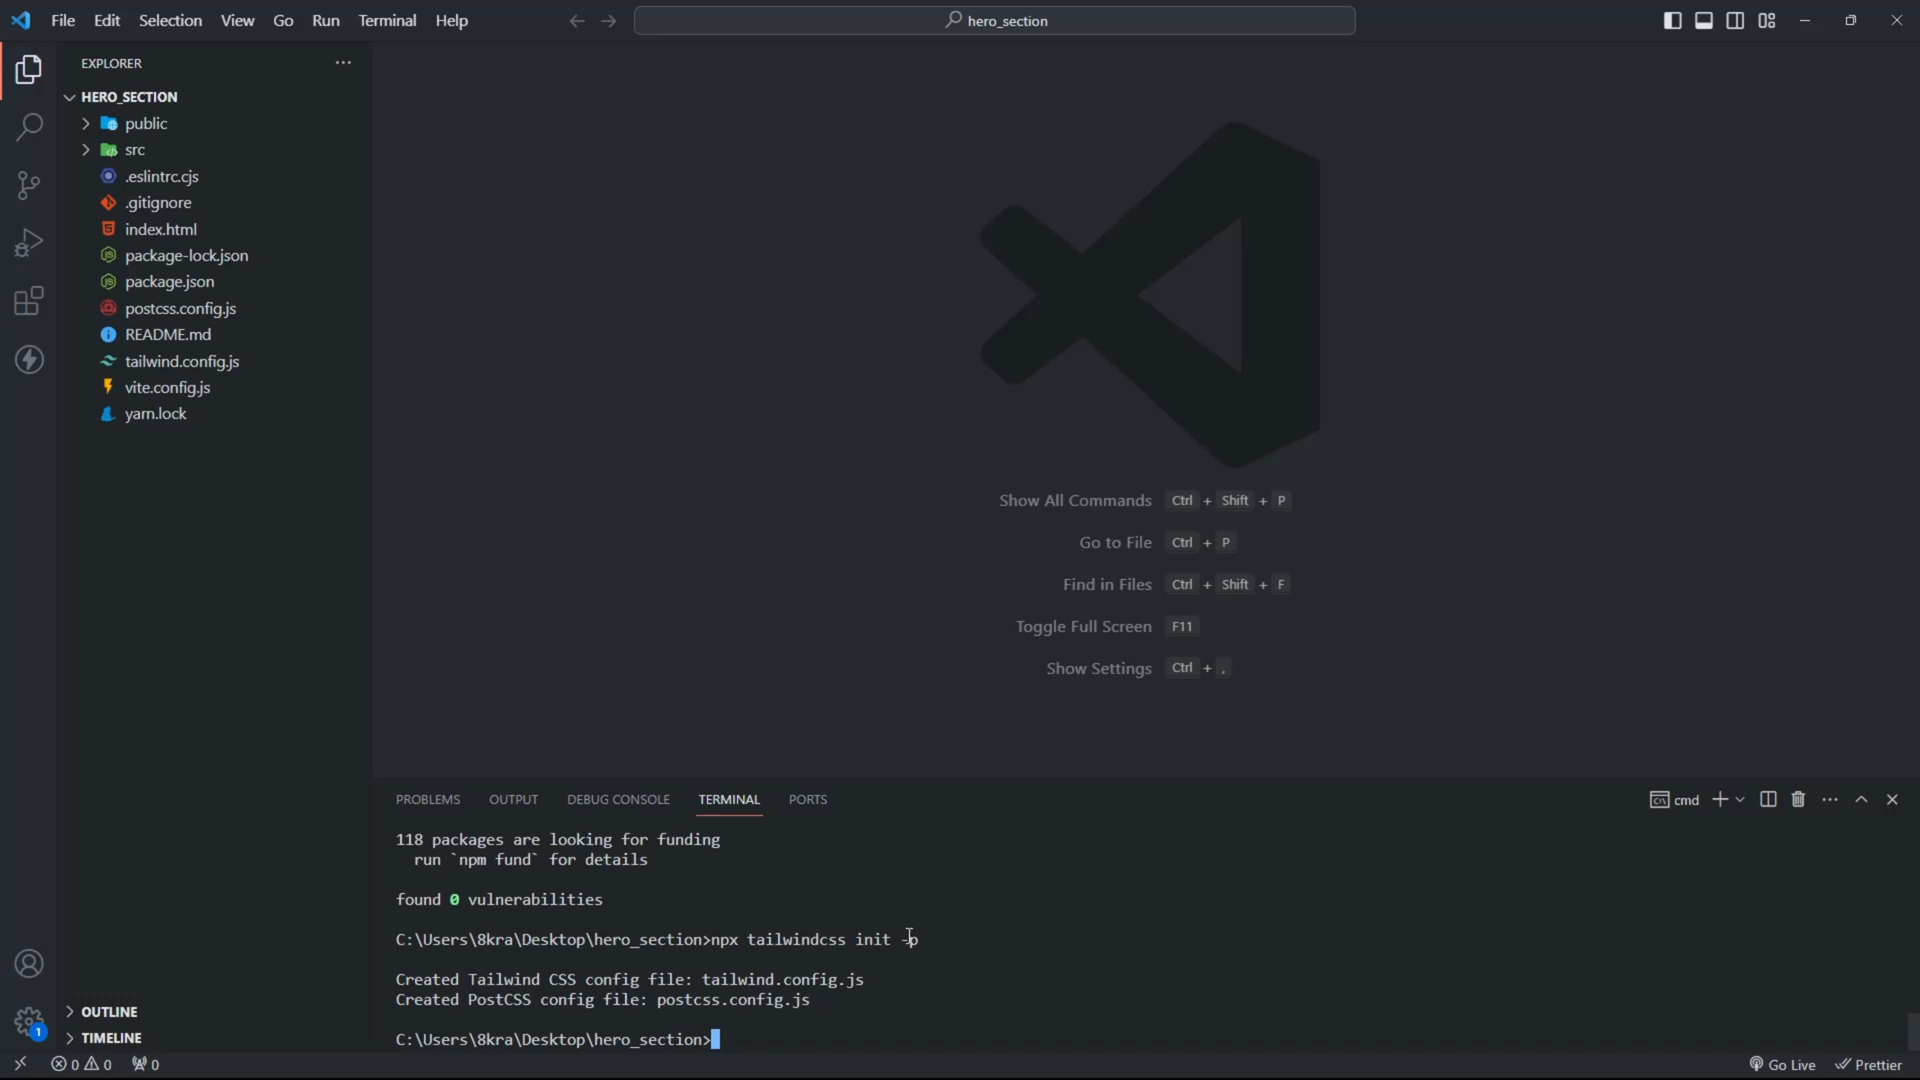 File Edit Selection View Go Run Terminal Help
hero_section
EXPLORER
HERO_SECTION
public
src
.eslintrc.cjs
.gitignore
index.html
package-lock.json
package.json
postcss.config.js
README.md
tailwind.config.js
vite.config.js
yarn.lock
Show All Commands Ctrl + Shift + P
Go to File Ctrl + P
Find in Files Ctrl + Shift + F
Toggle Full Screen F11
Show Settings Ctrl + ,
PROBLEMS OUTPUT DEBUG CONSOLE TERMINAL PORTS
cmd
118 packages are looking for funding
run `npm fund` for details
found 0 vulnerabilities
C:\Users\8kra\Desktop\hero_section>npx tailwindcss init -p
Created Tailwind CSS config file: tailwind.config.js
Created PostCSS config file: postcss.config.js
C:\Users\8kra\Desktop\hero_section>
OUTLINE
TIMELINE
1
0 0 0
Go Live Prettier